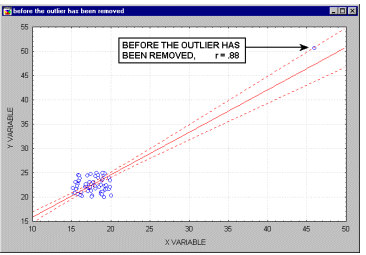 before the outlier has been removed
55
50
45
40
35
30
25
20
15
Y VARIABLE
BEFORE THE OUTLIER HAS
BEEN REMOVED, r = .88
10 15 20 25 30 35 40 45 50
X VARIABLE